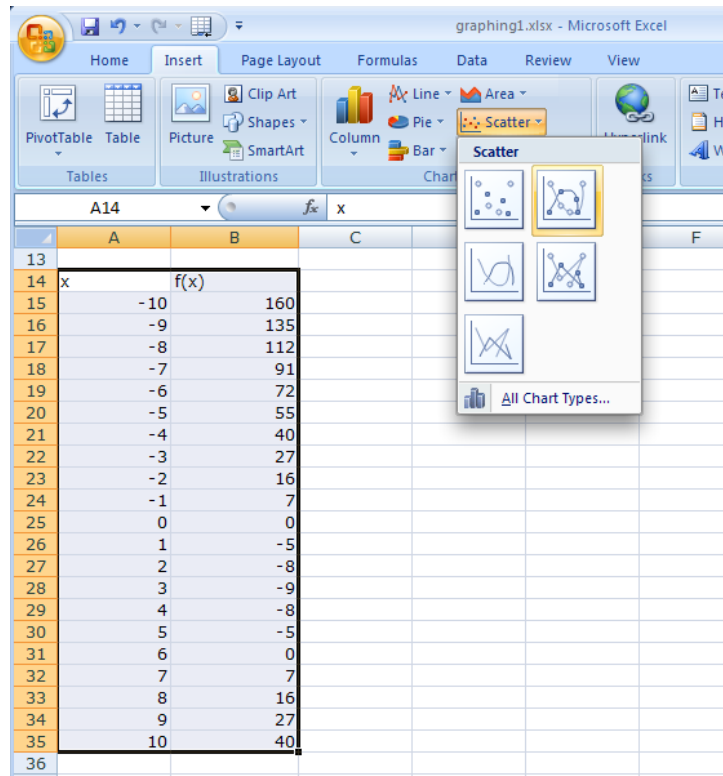 graphing1.xlsx - Microsoft Excel
Home Insert Page Layout Formulas Data Review View
PivotTable Table Picture Clip Art Shapes SmartArt Column Line Pie Bar Area Scatter
Tables Illustrations
A14 fx x
Scatter
All Chart Types...
A B C F
13
14 x f(x)
15 -10 160
16 -9 135
17 -8 112
18 -7 91
19 -6 72
20 -5 55
21 -4 40
22 -3 27
23 -2 16
24 -1 7
25 0 0
26 1 -5
27 2 -8
28 3 -9
29 4 -8
30 5 -5
31 6 0
32 7 7
33 8 16
34 9 27
35 10 40
36